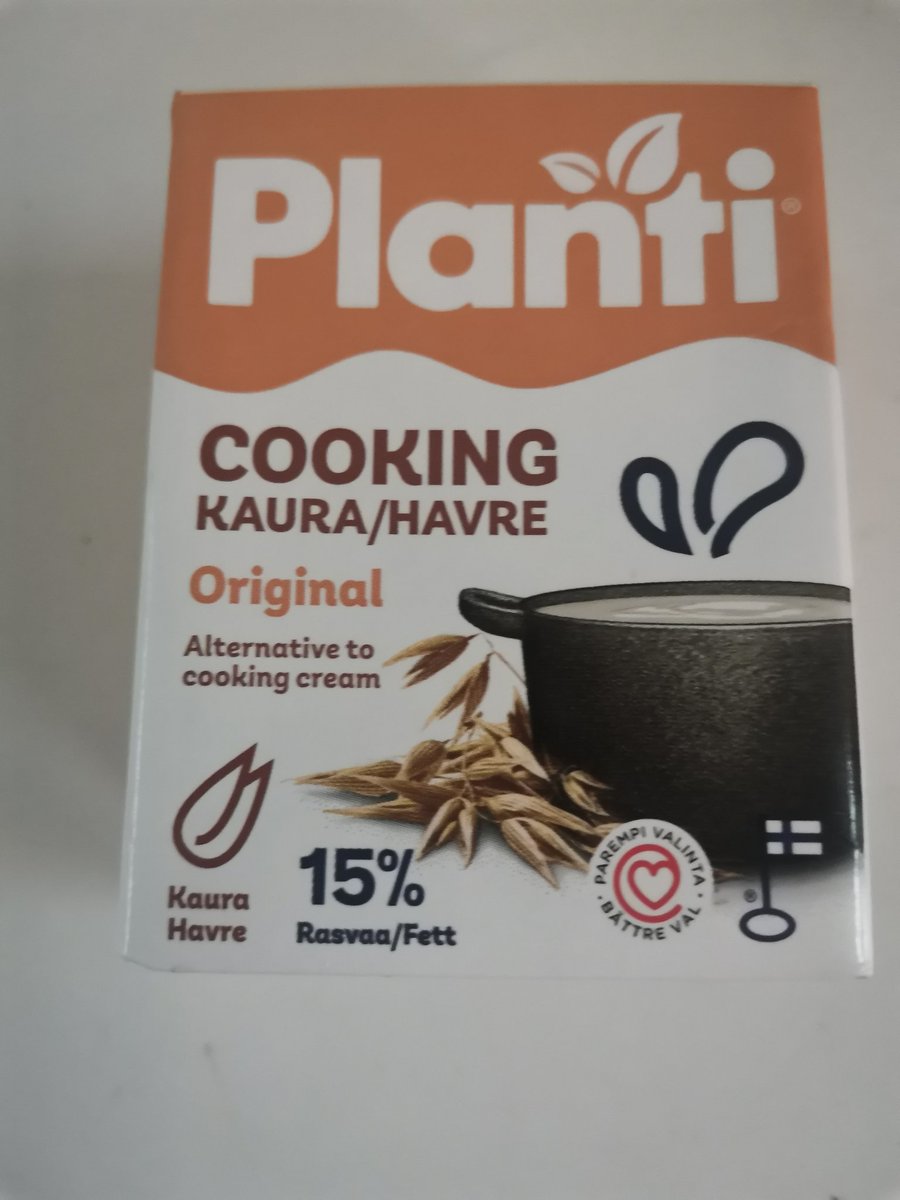 Planti®
COOKING
KAURA/HAVRE
Original
Alternative to
cooking cream
Kaura
Havre
15%
Rasvaa/Fett
PAREMPI VALINTA
BÄTTRE VAL
®